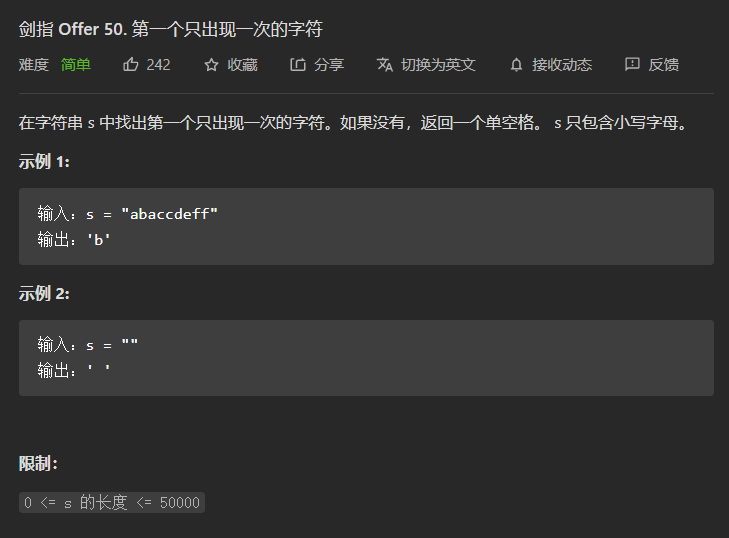 剑指 Offer 50. 第一个只出现一次的字符
难度 简单 242 收藏 分享 切换为英文 接收动态 反馈
在字符串 s 中找出第一个只出现一次的字符。如果没有，返回一个单空格。 s 只包含小写字母。
示例 1:
输入：s = "abaccdeff"
输出：'b'
示例 2:
输入：s = ""
输出：' '
限制：
0 <= s 的长度 <= 50000